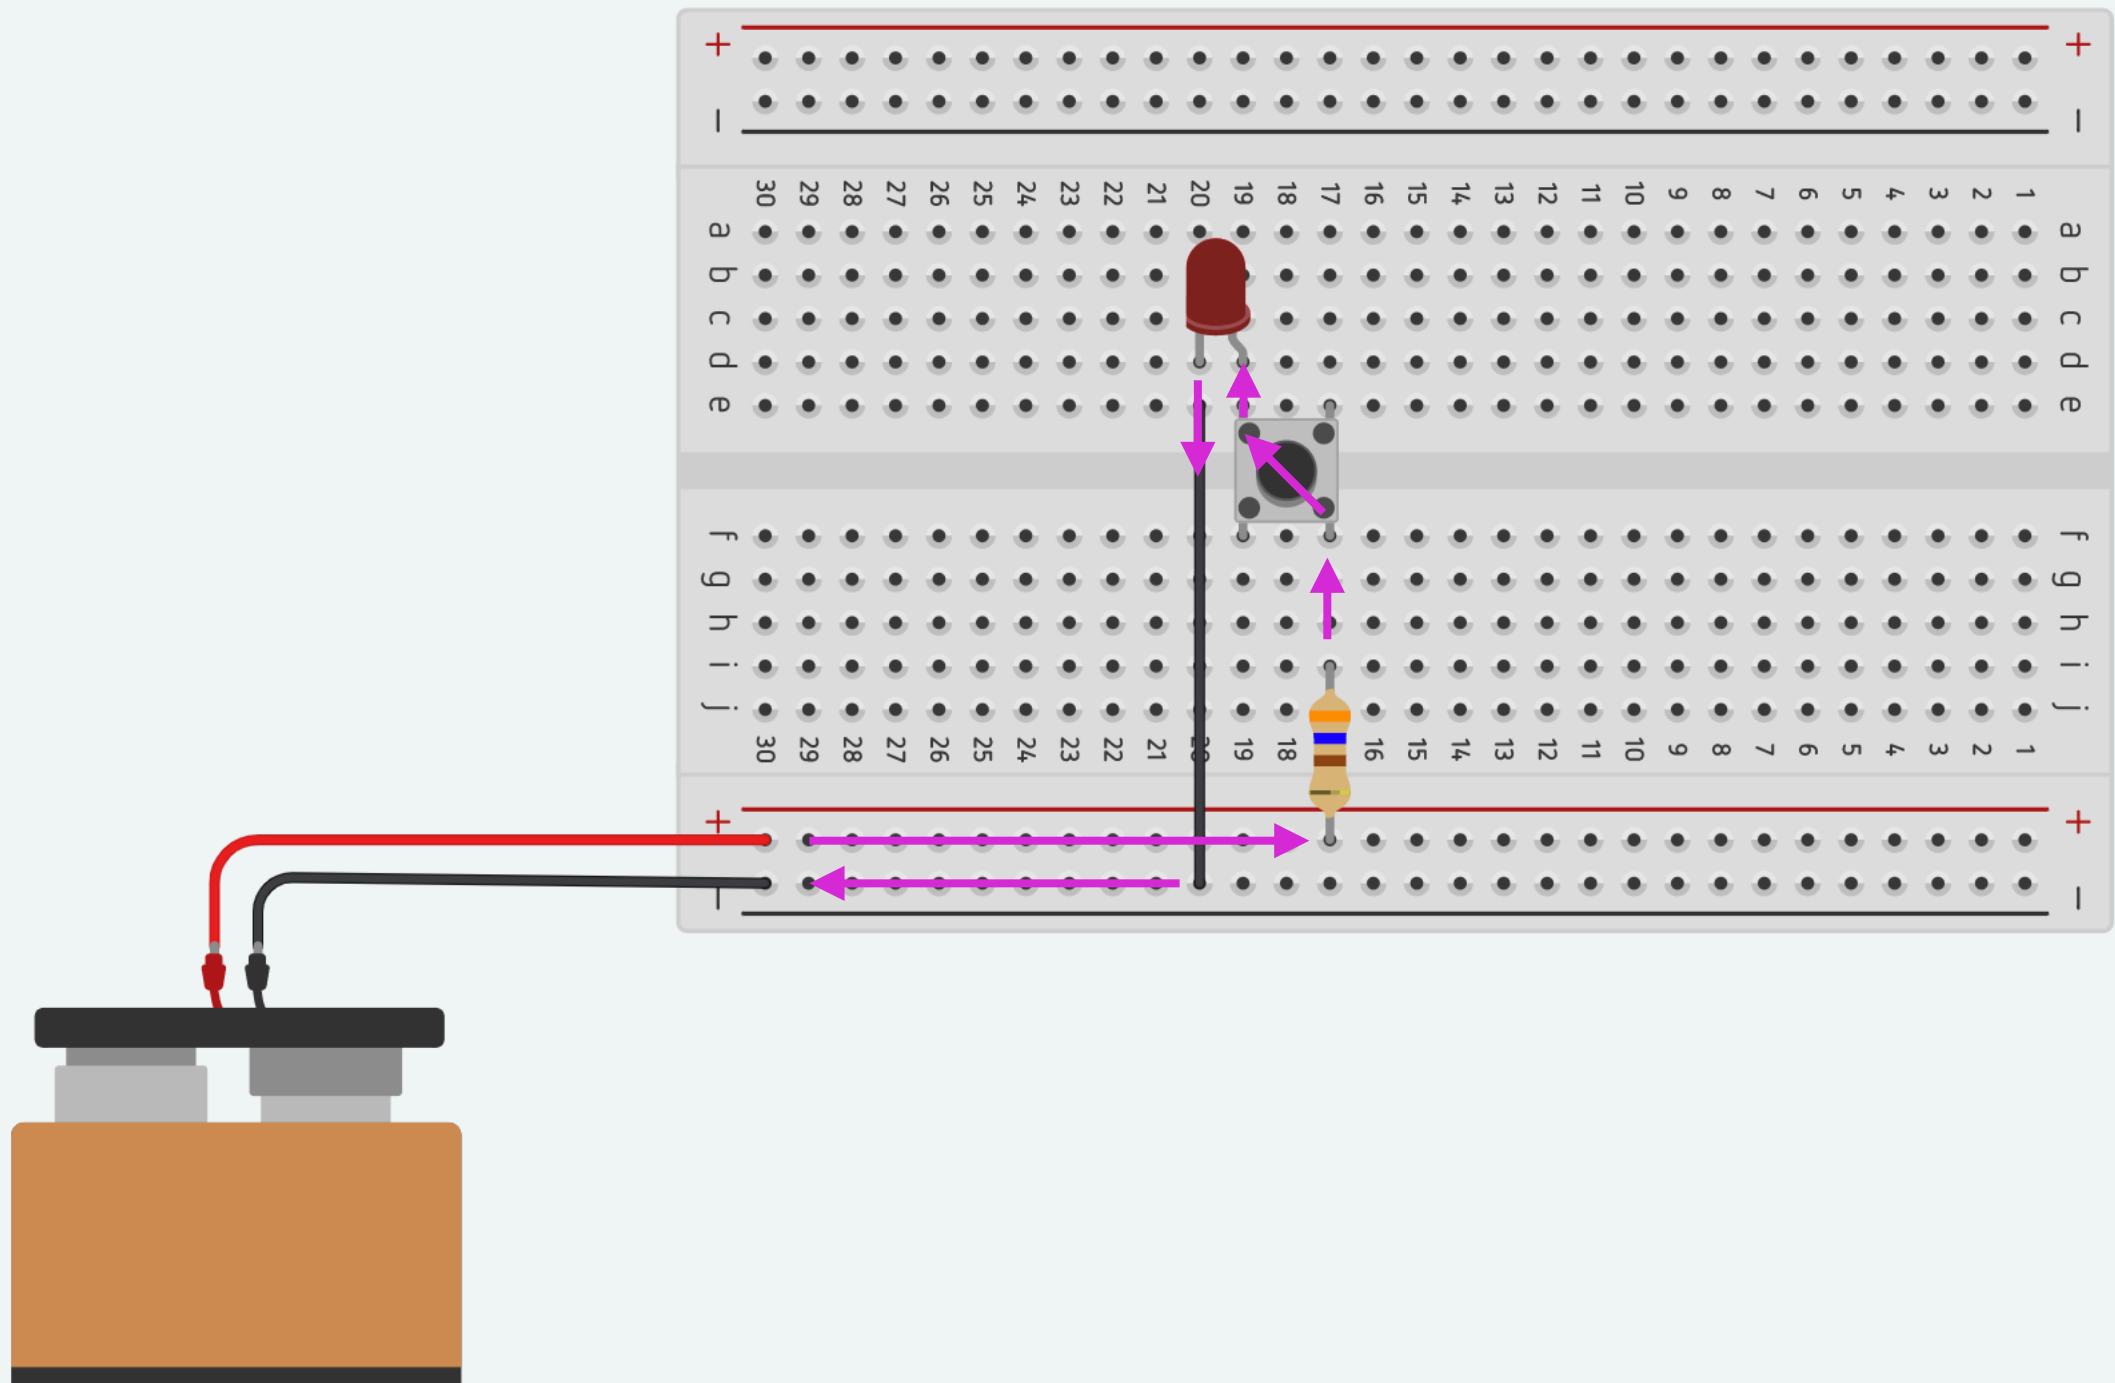 + +
− −
30 29 28 27 26 25 24 23 22 21 20 19 18 17 16 15 14 13 12 11 10 9 8 7 6 5 4 3 2 1
a a
b b
c c
d d
e e
f f
g g
h h
i i
j j
30 29 28 27 26 25 24 23 22 21 20 19 18 16 15 14 13 12 11 10 9 8 7 6 5 4 3 2 1
+ +
− −